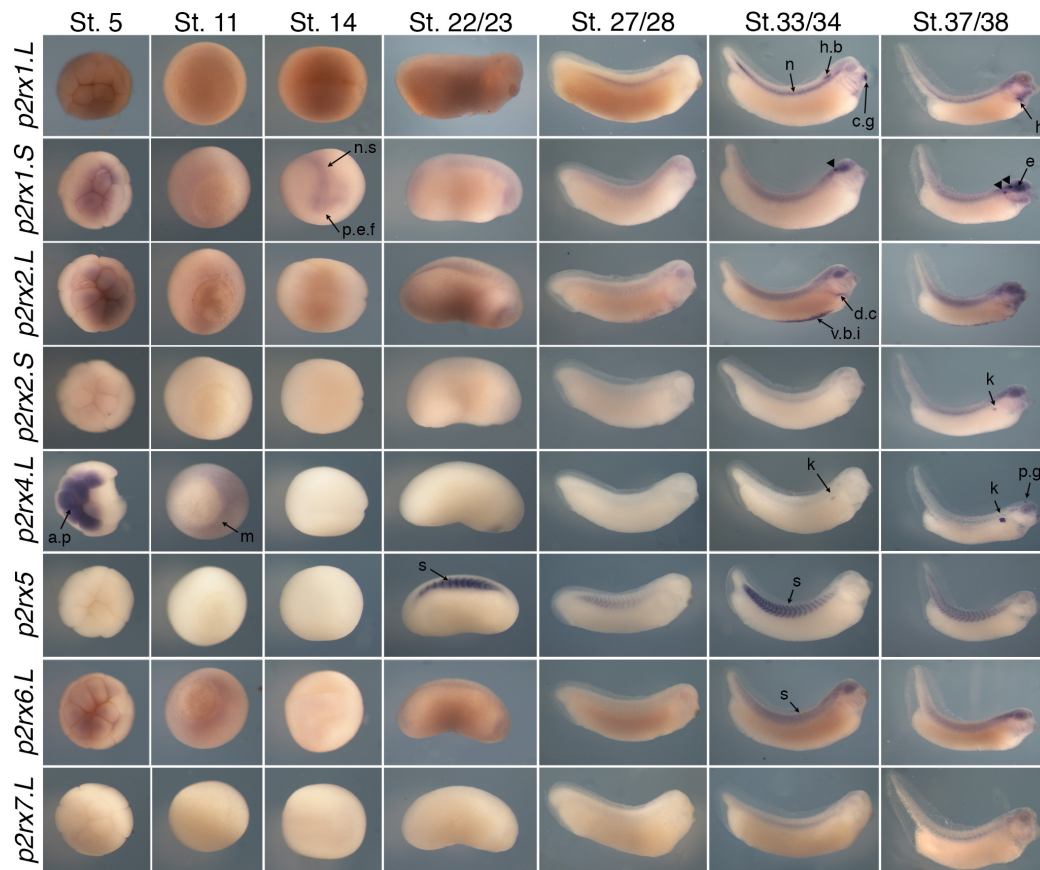 St. 5 St. 11 St. 14 St. 22/23 St. 27/28 St.33/34 St.37/38
p2rx1.L
h.b
n
c.g
h
p2rx1.S
n.s
p.e.f
e
p2rx2.L
d.c
v.b.i
p2rx2.S
k
p2rx4.L
a.p
m
k
k
p.g
p2rx5
s
s
p2rx6.L
s
p2rx7.L